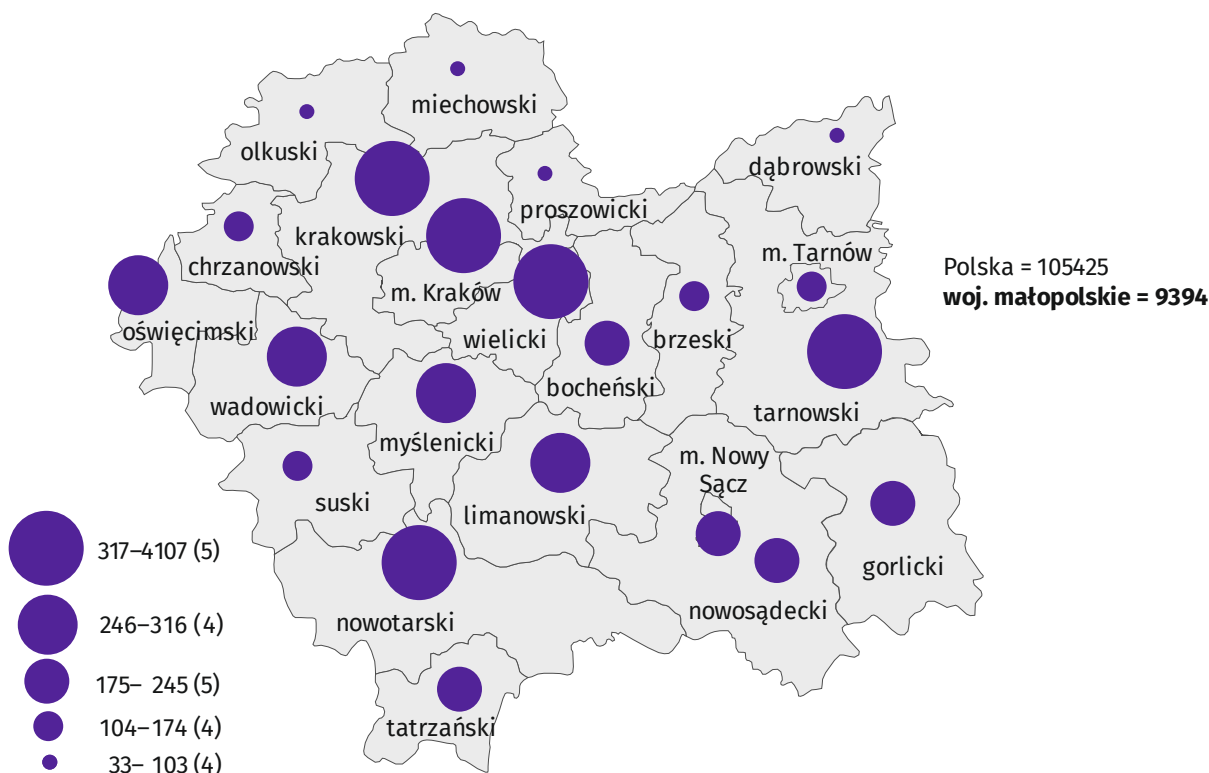 miechowski
olkuski
dąbrowski
proszowicki
krakowski
m. Tarnów
chrzanowski
Polska = 105425
m. Kraków
woj. małopolskie = 9394
oświęcimski
wielicki
brzeski
bocheński
wadowicki
tarnowski
myślenicki
m. Nowy
Sącz
suski
limanowski
317–4107 (5)
gorlicki
nowosądecki
nowotarski
246–316 (4)
175– 245 (5)
104–174 (4)
tatrzański
33– 103 (4)